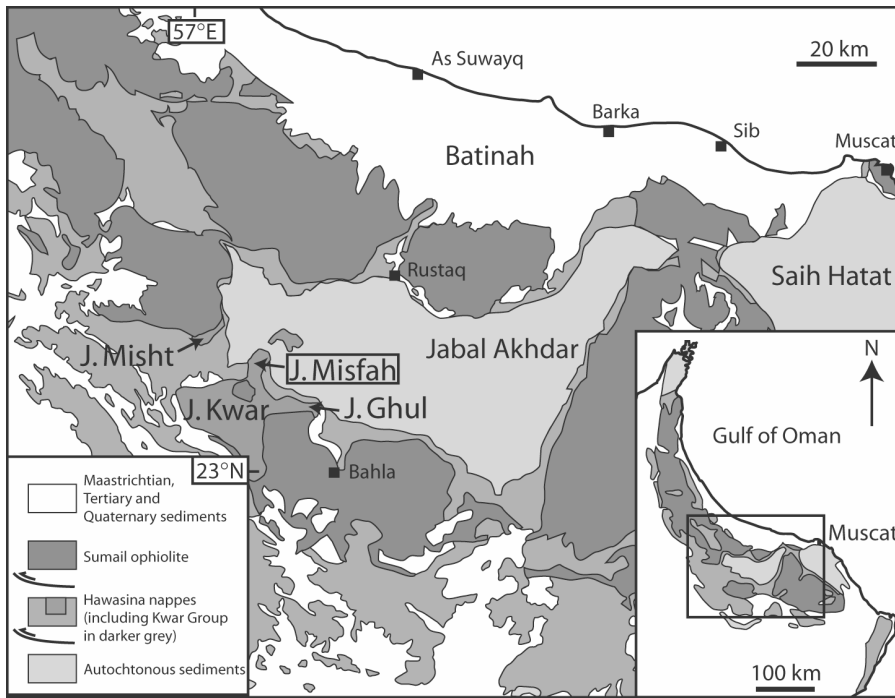 57°E
As Suwayq
20 km
Barka
Sib
Muscat
Batinah
Rustaq
Saih Hatat
Jabal Akhdar
J. Misht
J. Misfah
J. Kwar
J. Ghul
23°N
Bahla
Maastrichtian,
Tertiary and
Quaternary sediments
Sumail ophiolite
Hawasina nappes
(including Kwar Group
in darker grey)
Autochtonous sediments
N
Gulf of Oman
Muscat
100 km